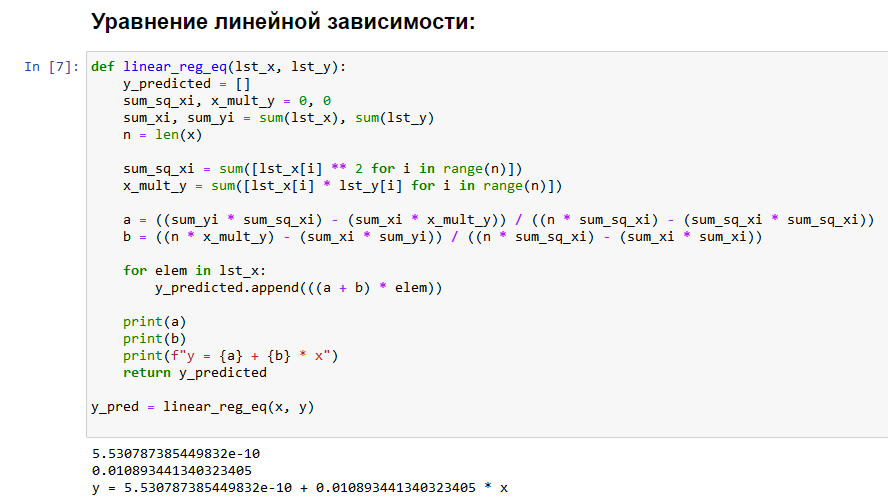 Уравнение линейной зависимости:
In [7]: def linear_reg_eq(lst_x, lst_y):
    y_predicted = []
    sum_sq_xi, x_mult_y = 0, 0
    sum_xi, sum_yi = sum(lst_x), sum(lst_y)
    n = len(x)

    sum_sq_xi = sum([lst_x[i] ** 2 for i in range(n)])
    x_mult_y = sum([lst_x[i] * lst_y[i] for i in range(n)])

    a = ((sum_yi * sum_sq_xi) - (sum_xi * x_mult_y)) / ((n * sum_sq_xi) - (sum_sq_xi * sum_sq_xi))
    b = ((n * x_mult_y) - (sum_xi * sum_yi)) / ((n * sum_sq_xi) - (sum_xi * sum_xi))

    for elem in lst_x:
        y_predicted.append(((a + b) * elem))

    print(a)
    print(b)
    print(f"y = {a} + {b} * x")
    return y_predicted

y_pred = linear_reg_eq(x, y)

5.530787385449832e-10
0.010893441340323405
y = 5.530787385449832e-10 + 0.010893441340323405 * x